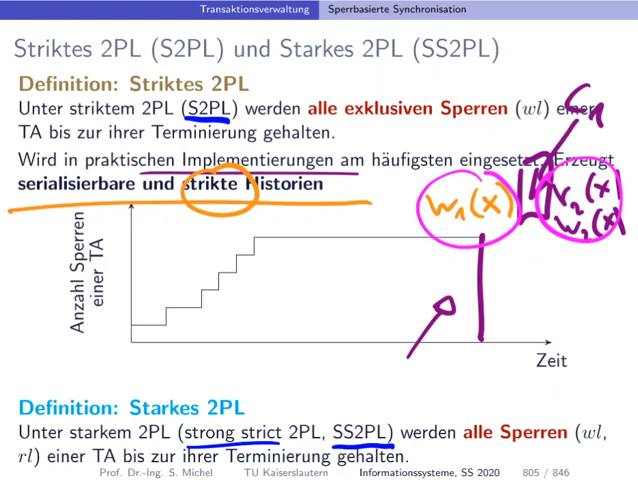 Transaktionsverwaltung Sperrbasierte Synchronisation
Striktes 2PL (S2PL) und Starkes 2PL (SS2PL)
Definition: Striktes 2PL
Unter striktem 2PL (S2PL) werden alle exklusiven Sperren (wl) einer
TA bis zur ihrer Terminierung gehalten.
Wird in praktischen Implementierungen am häufigsten eingesetzt. Erzeugt
serialisierbare und strikte Historien
c1
w1(x)
r2(x)
w2(x)
Anzahl Sperren
einer TA
Zeit
Definition: Starkes 2PL
Unter starkem 2PL (strong strict 2PL, SS2PL) werden alle Sperren (wl,
rl) einer TA bis zur ihrer Terminierung gehalten.
Prof. Dr.-Ing. S. Michel TU Kaiserslautern Informationssysteme, SS 2020 805 / 846